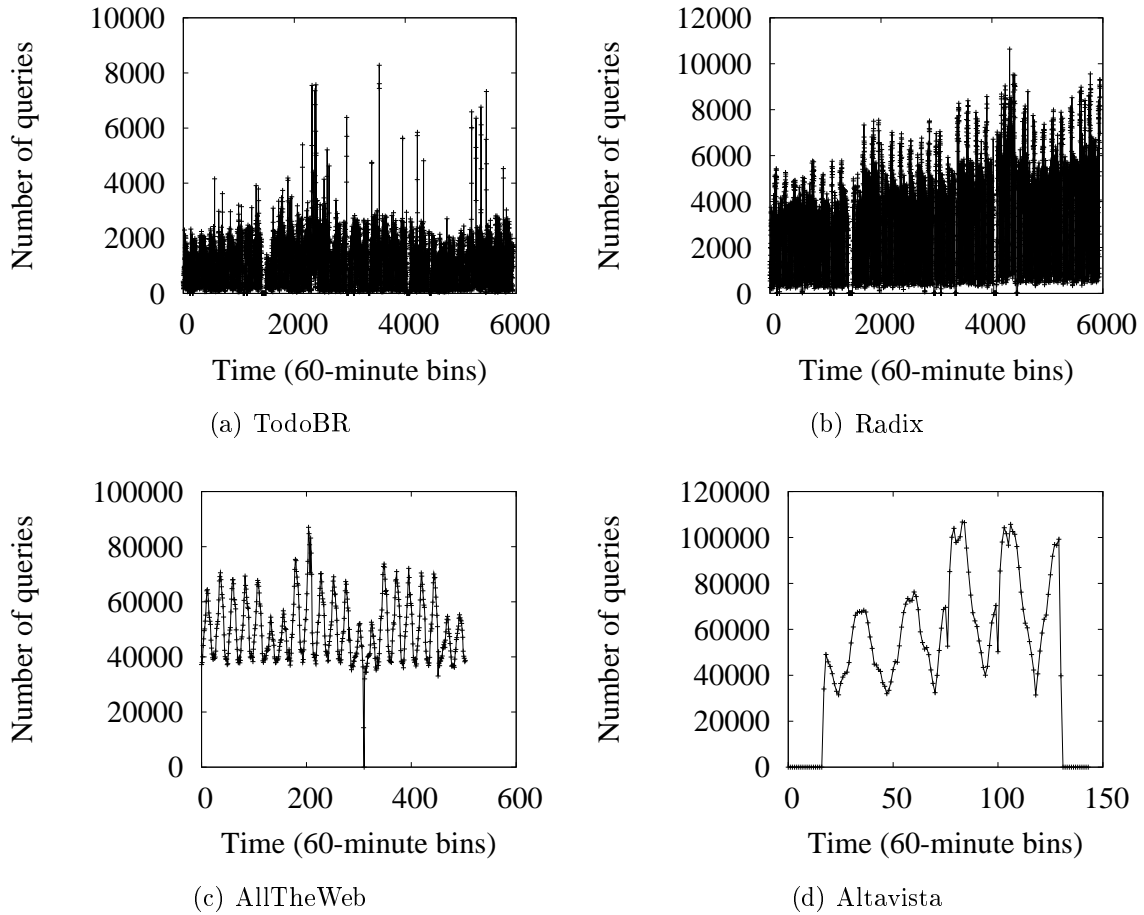 Number of queries
10000
8000
6000
4000
2000
0
0 2000 4000 6000
Time (60-minute bins)
(a) TodoBR
Number of queries
12000
10000
8000
6000
4000
2000
0
0 2000 4000 6000
Time (60-minute bins)
(b) Radix
Number of queries
100000
80000
60000
40000
20000
0
0 200 400 600
Time (60-minute bins)
(c) AllTheWeb
Number of queries
120000
100000
80000
60000
40000
20000
0
0 50 100 150
Time (60-minute bins)
(d) Altavista